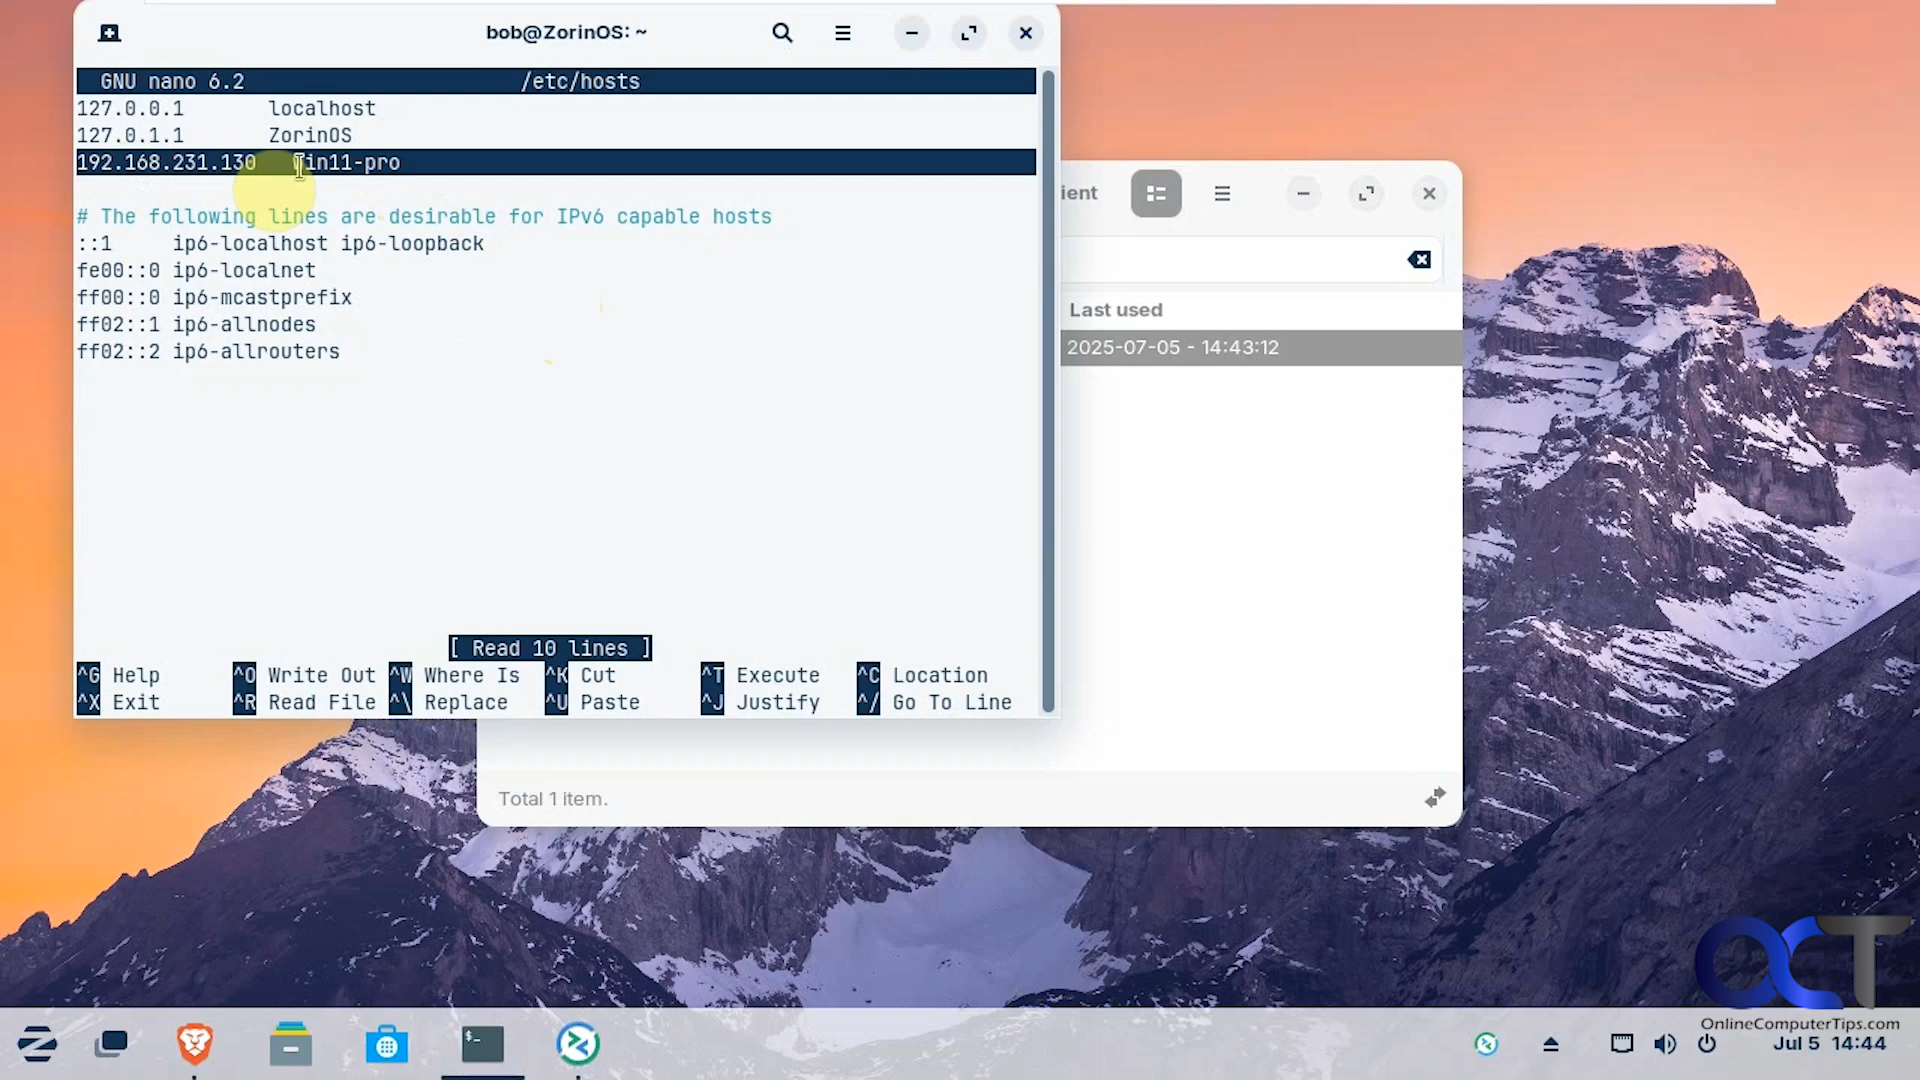 bob@ZorinOS: ~
GNU nano 6.2 /etc/hosts
127.0.0.1 localhost
127.0.1.1 ZorinOS
192.168.231.130 in11-pro
# The following lines are desirable for IPv6 capable hosts
::1 ip6-localhost ip6-loopback
fe00::0 ip6-localnet
ff00::0 ip6-mcastprefix
ff02::1 ip6-allnodes
ff02::2 ip6-allrouters
[ Read 10 lines ]
^G Help ^O Write Out ^W Where Is ^K Cut ^T Execute ^C Location
^X Exit ^R Read File ^\ Replace ^U Paste ^J Justify ^/ Go To Line
ient
Last used
2025-07-05 - 14:43:12
Total 1 item.
OCT
OnlineComputerTips.com
Jul 5 14:44